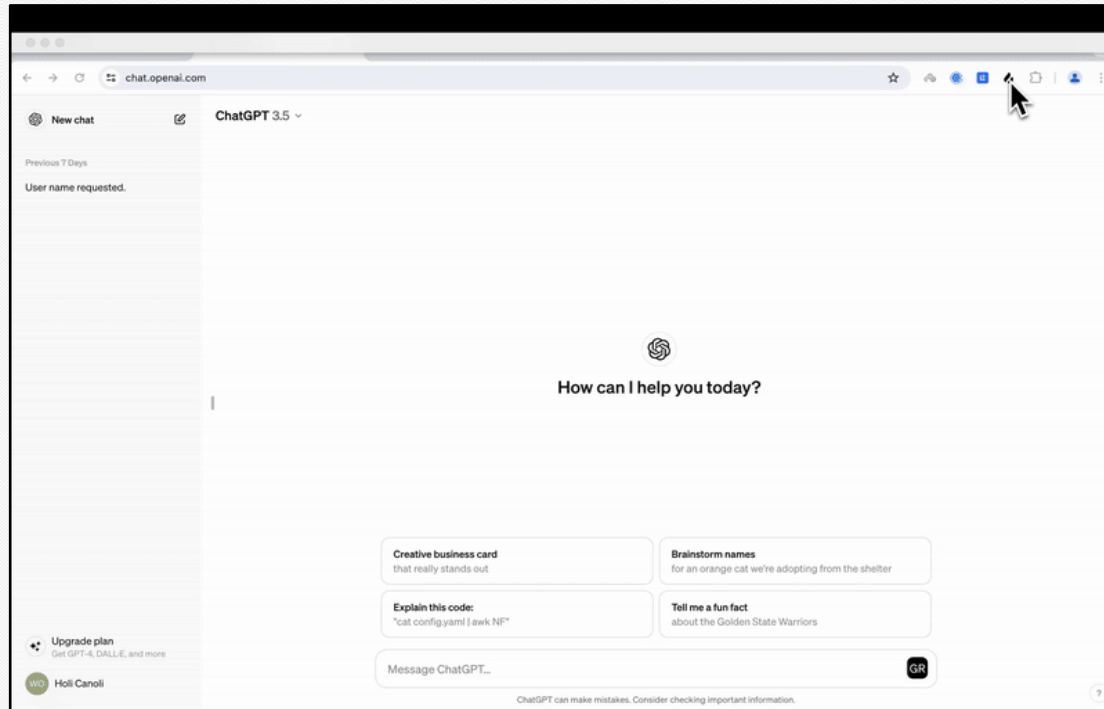 chat.openai.com
New chat
ChatGPT 3.5
Previous 7 Days
User name requested.
How can I help you today?
Creative business card
that really stands out
Brainstorm names
for an orange cat we're adopting from the shelter
Explain this code:
"cat config.yaml | awk NF"
Tell me a fun fact
about the Golden State Warriors
Upgrade plan
Get GPT-4, DALL·E, and more
WO
Holi Canoli
Message ChatGPT...
GR
ChatGPT can make mistakes. Consider checking important information.
?